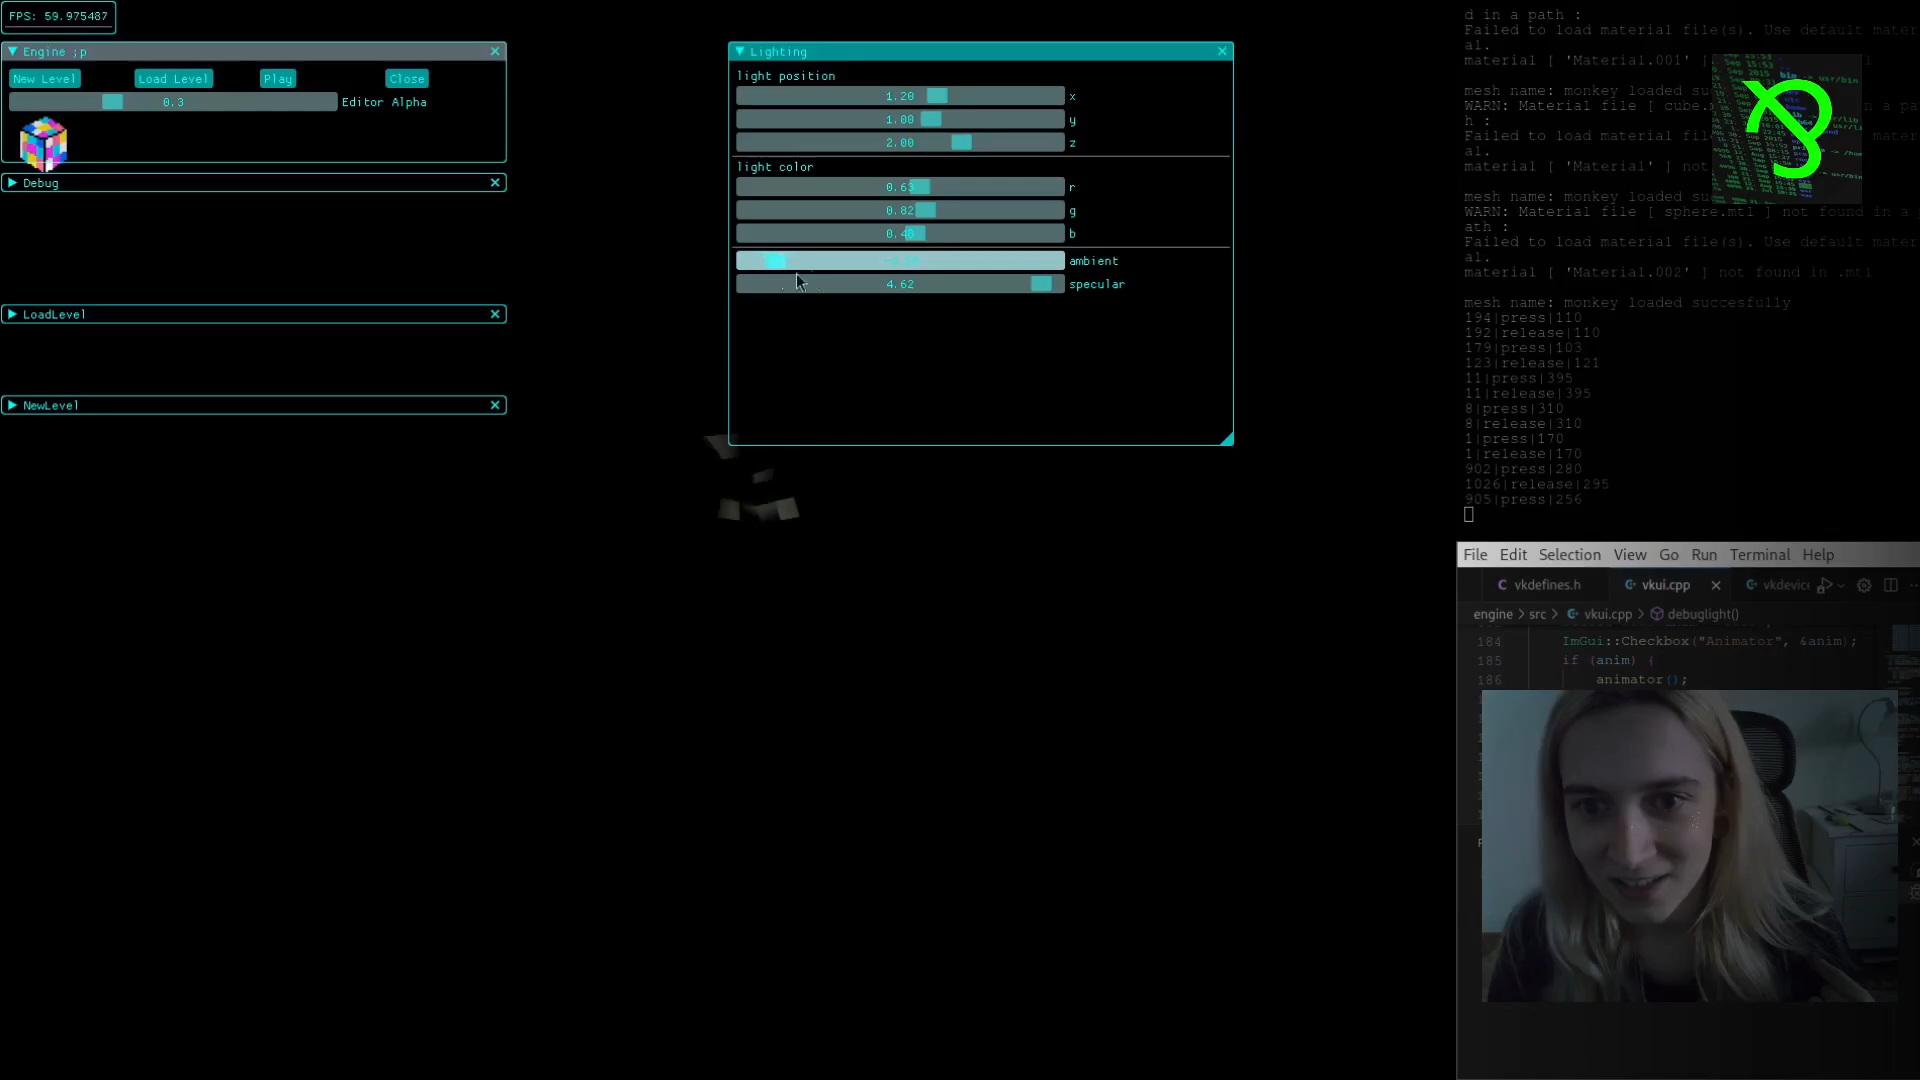 FPS: 59.975487
Engine ;p
New Level
Load Level
Play
Close
0.3
Editor Alpha
Debug
LoadLevel
NewLevel
Lighting
light position
1.20 x
1.00 y
2.00 z
light color
0.63 r
0.82 g
0.40 b
ambient
4.62 specular
d in a path :
Failed to load material file(s). Use default mater
al.
material [ 'Material.001' ]
mesh name: monkey loaded su
WARN: Material file [ cube. n a pa
h :
Failed to load material fil mater
al.
material [ 'Material' ] not
mesh name: monkey loaded su
WARN: Material file [ sphere.mtl ] not found in a
ath :
Failed to load material file(s). Use default mater
al.
material [ 'Material.002' ] not found in .mtl
mesh name: monkey loaded succesfully
194|press|110
192|release|110
179|press|103
123|release|121
11|press|395
11|release|395
8|press|310
8|release|310
1|press|170
1|release|170
902|press|280
1026|release|295
905|press|256
File Edit Selection View Go Run Terminal Help
vkdefines.h
vkui.cpp
vkdevic
engine > src > vkui.cpp > debuglight()
184 ImGui::Checkbox("Animator", &anim);
185 if (anim) {
186 animator();